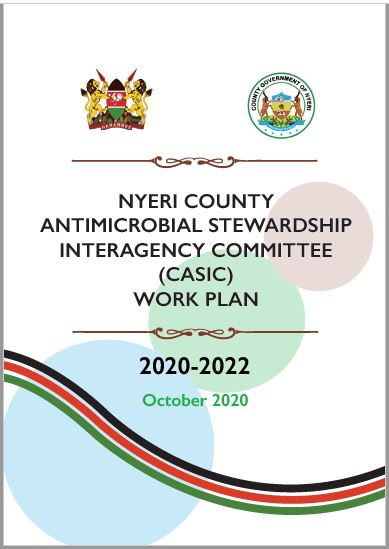 HARAMBEE
COUNTY GOVERNMENT OF NYERI
NYERI COUNTY
ANTIMICROBIAL STEWARDSHIP
INTERAGENCY COMMITTEE
(CASIC)
WORK PLAN
2020-2022
October 2020